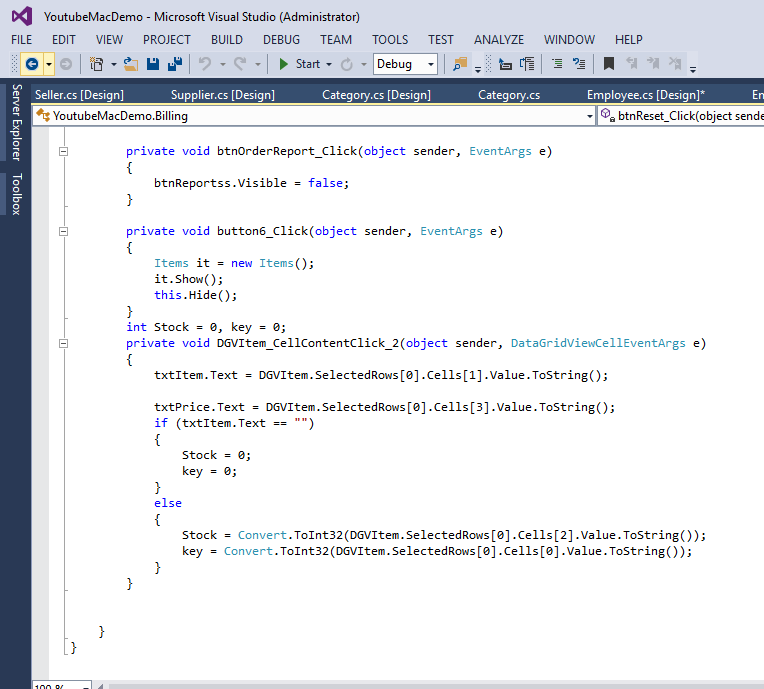 YoutubeMacDemo - Microsoft Visual Studio (Administrator)
FILE EDIT VIEW PROJECT BUILD DEBUG TEAM TOOLS TEST ANALYZE WINDOW HELP
Start Debug
Server Explorer
Toolbox
Seller.cs [Design] Supplier.cs [Design] Category.cs [Design] Category.cs Employee.cs [Design]* En
YoutubeMacDemo.Billing btnReset_Click(object sende
private void btnOrderReport_Click(object sender, EventArgs e)
{
btnReportss.Visible = false;
}
private void button6_Click(object sender, EventArgs e)
{
Items it = new Items();
it.Show();
this.Hide();
}
int Stock = 0, key = 0;
private void DGVItem_CellContentClick_2(object sender, DataGridViewCellEventArgs e)
{
txtItem.Text = DGVItem.SelectedRows[0].Cells[1].Value.ToString();
txtPrice.Text = DGVItem.SelectedRows[0].Cells[3].Value.ToString();
if (txtItem.Text == "")
{
Stock = 0;
key = 0;
}
else
{
Stock = Convert.ToInt32(DGVItem.SelectedRows[0].Cells[2].Value.ToString());
key = Convert.ToInt32(DGVItem.SelectedRows[0].Cells[0].Value.ToString());
}
}
}
}
100 %